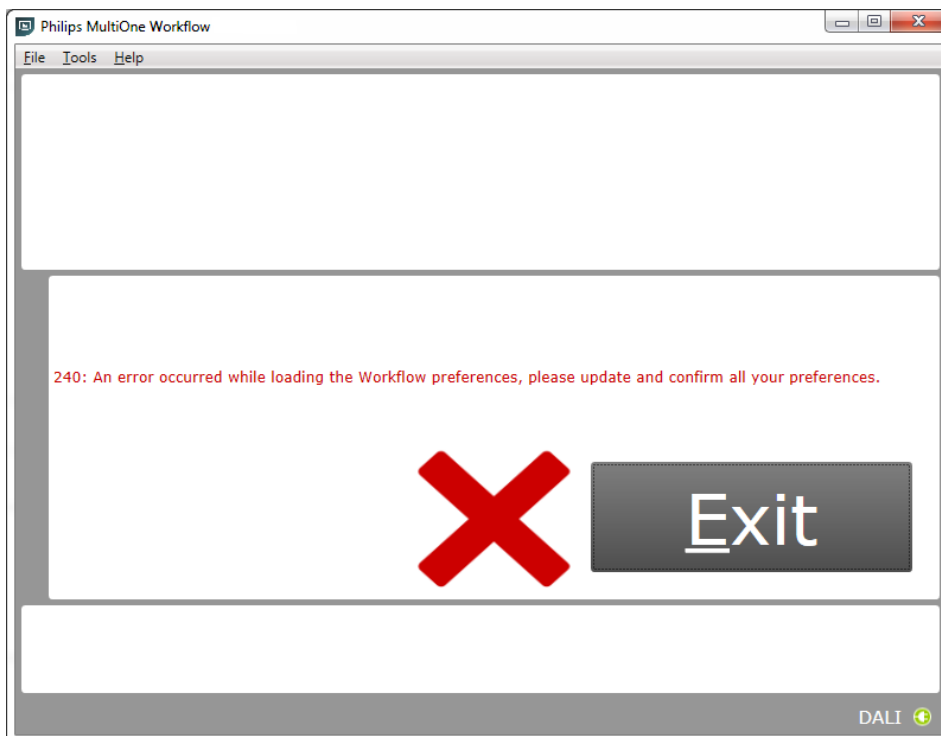 Philips MultiOne Workflow
File Tools Help
240: An error occurred while loading the Workflow preferences, please update and confirm all your preferences.
Exit
DALI